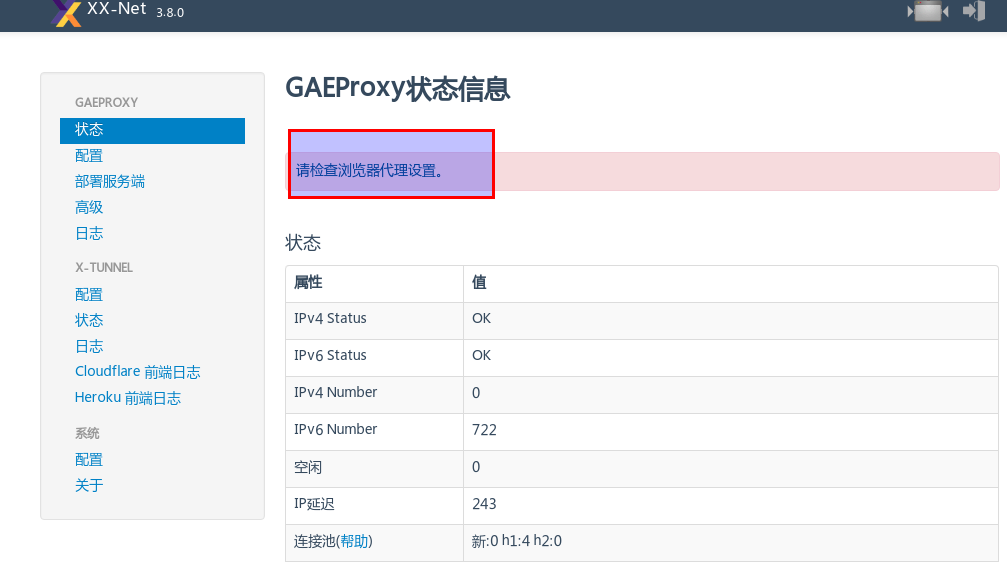 XX-Net 3.8.0
GAEPROXY
状态
配置
部署服务端
高级
日志
X-TUNNEL
配置
状态
日志
Cloudflare 前端日志
Heroku 前端日志
系统
配置
关于
GAEProxy状态信息
请检查浏览器代理设置。
状态
属性 值
IPv4 Status OK
IPv6 Status OK
IPv4 Number 0
IPv6 Number 722
空闲 0
IP延迟 243
连接池(帮助) 新:0 h1:4 h2:0